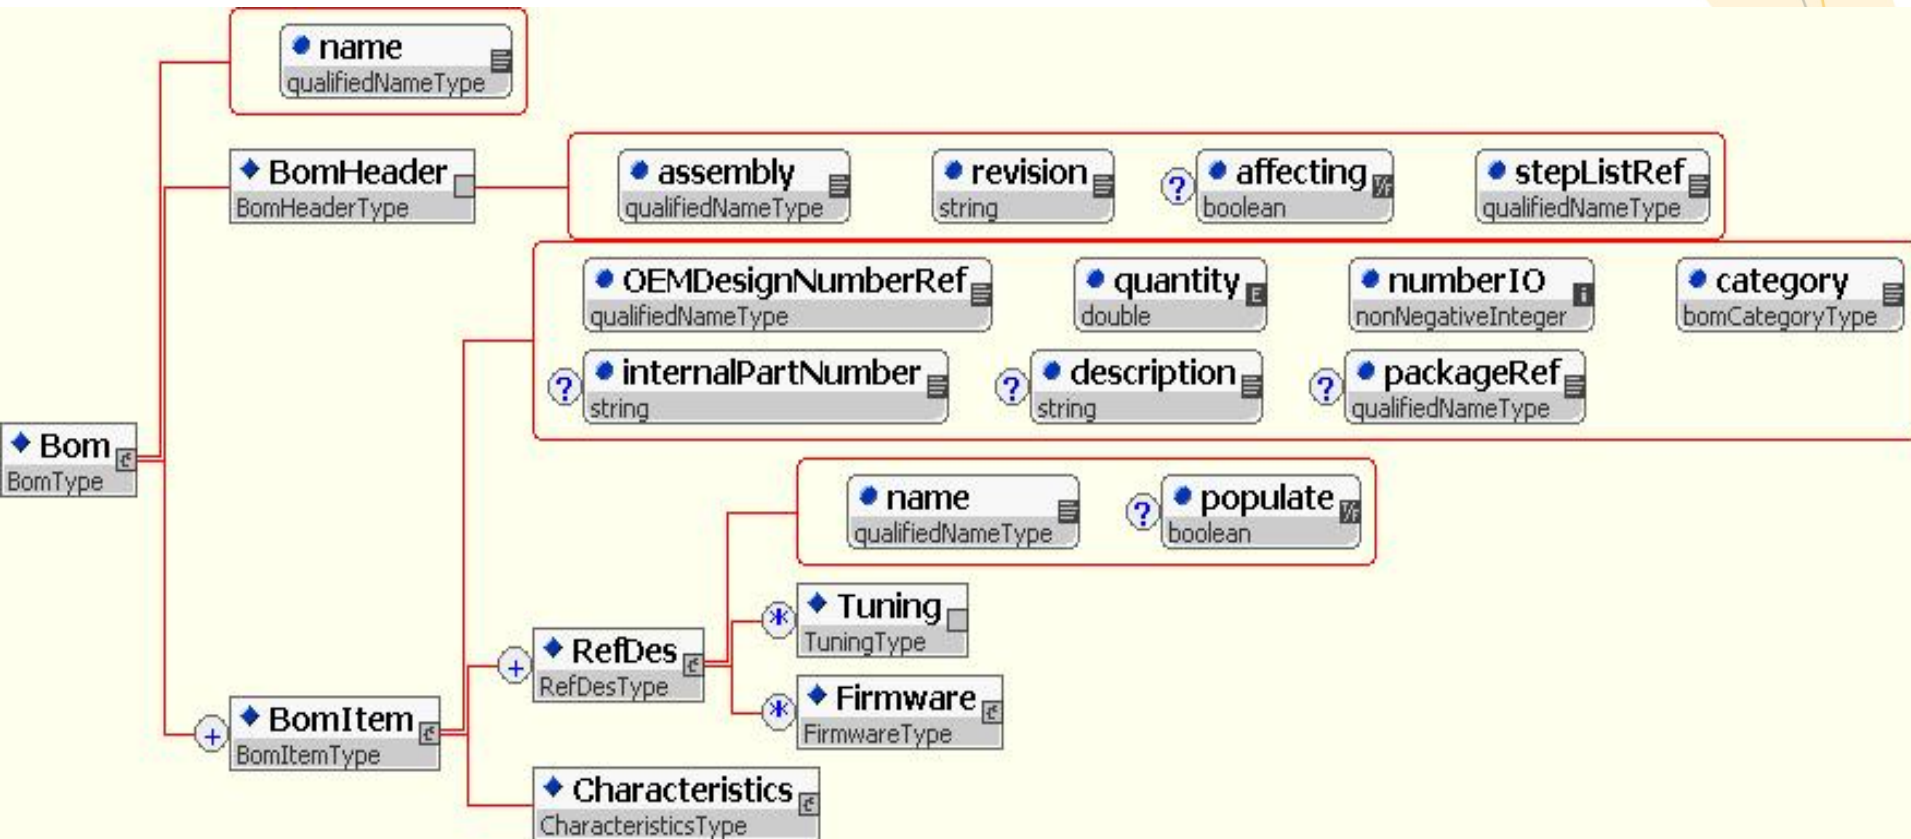 name
qualifiedNameType
BomHeader
BomHeaderType
assembly
qualifiedNameType
revision
string
? affecting
boolean
stepListRef
qualifiedNameType
OEMDesignNumberRef
qualifiedNameType
quantity
double
numberIO
nonNegativeInteger
category
bomCategoryType
? internalPartNumber
string
? description
string
? packageRef
qualifiedNameType
Bom
BomType
name
qualifiedNameType
? populate
boolean
* Tuning
TuningType
+ RefDes
RefDesType
* Firmware
FirmwareType
+ BomItem
BomItemType
Characteristics
CharacteristicsType